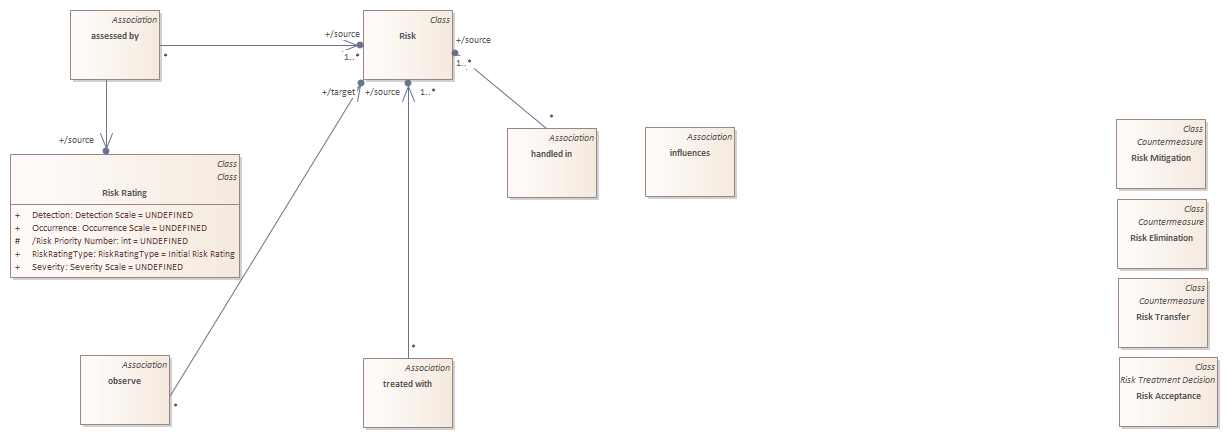 Association
assessed by
+/source
*
1..*
Class
Risk
+/source
1..*
+/target
+/source
1..*
+/source
*
Association
handled in
Association
influences
Class
Countermeasure
Risk Mitigation
Class
Class
Risk Rating
+ Detection: Detection Scale = UNDEFINED
+ Occurrence: Occurrence Scale = UNDEFINED
# /Risk Priority Number: int = UNDEFINED
+ RiskRatingType: RiskRatingType = Initial Risk Rating
+ Severity: Severity Scale = UNDEFINED
Class
Countermeasure
Risk Elimination
Class
Countermeasure
Risk Transfer
Association
observe
*
*
Association
treated with
Class
Risk Treatment Decision
Risk Acceptance